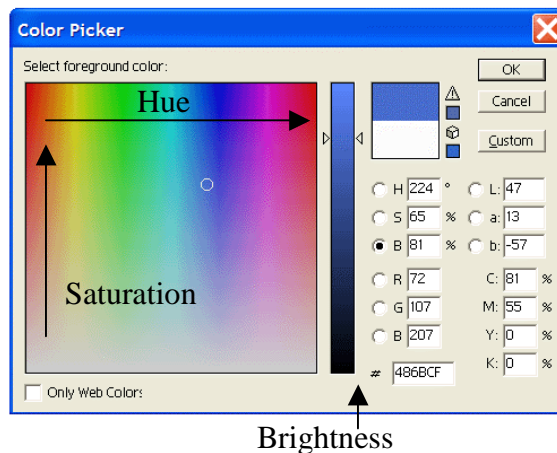 Color Picker
Select foreground color:
OK
Cancel
Custom
Hue
Saturation
H: 224 °
S: 65 %
B: 81 %
R: 72
G: 107
B: 207
# 486BCF
L: 47
a: 13
b: -57
C: 81 %
M: 55 %
Y: 0 %
K: 0 %
Only Web Colors
Brightness